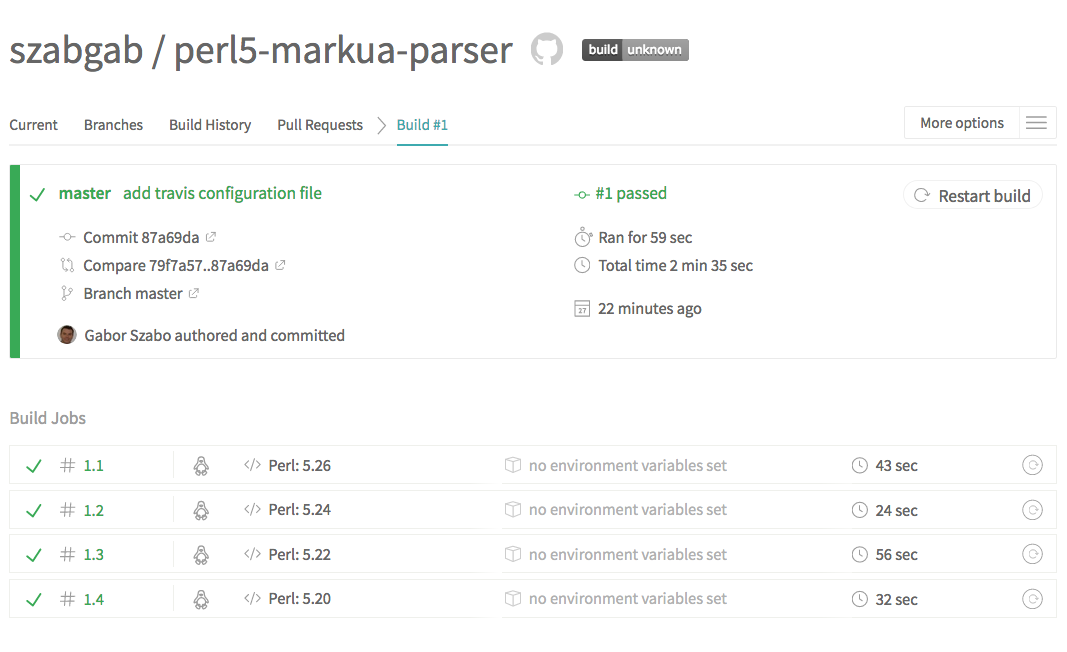 szabgab / perl5-markua-parser build unknown
Current Branches Build History Pull Requests Build #1 More options
master add travis configuration file #1 passed Restart build
Commit 87a69da Ran for 59 sec
Compare 79f7a57..87a69da Total time 2 min 35 sec
Branch master
27 22 minutes ago
Gabor Szabo authored and committed
Build Jobs
# 1.1 </> Perl: 5.26 no environment variables set 43 sec
# 1.2 </> Perl: 5.24 no environment variables set 24 sec
# 1.3 </> Perl: 5.22 no environment variables set 56 sec
# 1.4 </> Perl: 5.20 no environment variables set 32 sec